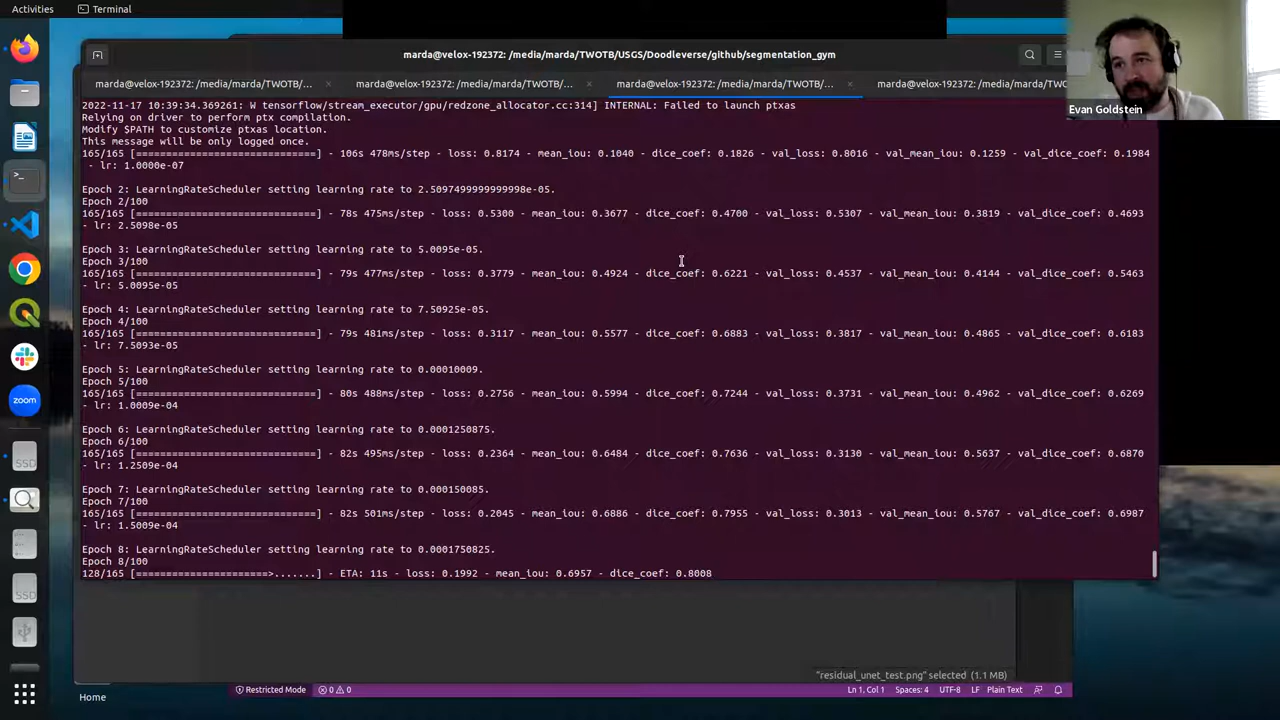 Activities
Terminal
marda@velox-192372: /media/marda/TWOTB/USGS/Doodleverse/github/segmentation_gym
marda@velox-192372: /media/marda/TWOTB/... × marda@velox-192372: /media/marda/TWOTB/... × marda@velox-192372: /media/marda/TWOTB/... × marda@velox-192372: /media/marda/TWOTB/
Evan Goldstein
2022-11-17 10:39:34.369261: W tensorflow/stream_executor/gpu/redzone_allocator.cc:314] INTERNAL: Failed to launch ptxas
Relying on driver to perform ptx compilation.
Modify $PATH to customize ptxas location.
This message will be only logged once.
165/165 [==============================] - 106s 478ms/step - loss: 0.8174 - mean_iou: 0.1040 - dice_coef: 0.1826 - val_loss: 0.8016 - val_mean_iou: 0.1259 - val_dice_coef: 0.1984
- lr: 1.0000e-07
Epoch 2: LearningRateScheduler setting learning rate to 2.5097499999999998e-05.
Epoch 2/100
165/165 [==============================] - 78s 475ms/step - loss: 0.5300 - mean_iou: 0.3677 - dice_coef: 0.4700 - val_loss: 0.5307 - val_mean_iou: 0.3819 - val_dice_coef: 0.4693
- lr: 2.5098e-05
Epoch 3: LearningRateScheduler setting learning rate to 5.0095e-05.
Epoch 3/100
165/165 [==============================] - 79s 477ms/step - loss: 0.3779 - mean_iou: 0.4924 - dice_coef: 0.6221 - val_loss: 0.4537 - val_mean_iou: 0.4144 - val_dice_coef: 0.5463
- lr: 5.0095e-05
Epoch 4: LearningRateScheduler setting learning rate to 7.50925e-05.
Epoch 4/100
165/165 [==============================] - 79s 481ms/step - loss: 0.3117 - mean_iou: 0.5577 - dice_coef: 0.6883 - val_loss: 0.3817 - val_mean_iou: 0.4865 - val_dice_coef: 0.6183
- lr: 7.5093e-05
Epoch 5: LearningRateScheduler setting learning rate to 0.00010009.
Epoch 5/100
165/165 [==============================] - 80s 488ms/step - loss: 0.2756 - mean_iou: 0.5994 - dice_coef: 0.7244 - val_loss: 0.3731 - val_mean_iou: 0.4962 - val_dice_coef: 0.6269
- lr: 1.0009e-04
Epoch 6: LearningRateScheduler setting learning rate to 0.0001250875.
Epoch 6/100
165/165 [==============================] - 82s 495ms/step - loss: 0.2364 - mean_iou: 0.6484 - dice_coef: 0.7636 - val_loss: 0.3130 - val_mean_iou: 0.5637 - val_dice_coef: 0.6870
- lr: 1.2509e-04
Epoch 7: LearningRateScheduler setting learning rate to 0.000150085.
Epoch 7/100
165/165 [==============================] - 82s 501ms/step - loss: 0.2045 - mean_iou: 0.6886 - dice_coef: 0.7955 - val_loss: 0.3013 - val_mean_iou: 0.5767 - val_dice_coef: 0.6987
- lr: 1.5009e-04
Epoch 8: LearningRateScheduler setting learning rate to 0.0001750825.
Epoch 8/100
128/165 [======================>.......] - ETA: 11s - loss: 0.1992 - mean_iou: 0.6957 - dice_coef: 0.8008
zoom
SSD
SSD
SSD
"residual_unet_test.png" selected (1.1 MB)
Restricted Mode 0 0 Ln 1, Col 1 Spaces: 4 UTF-8 LF Plain Text
Home